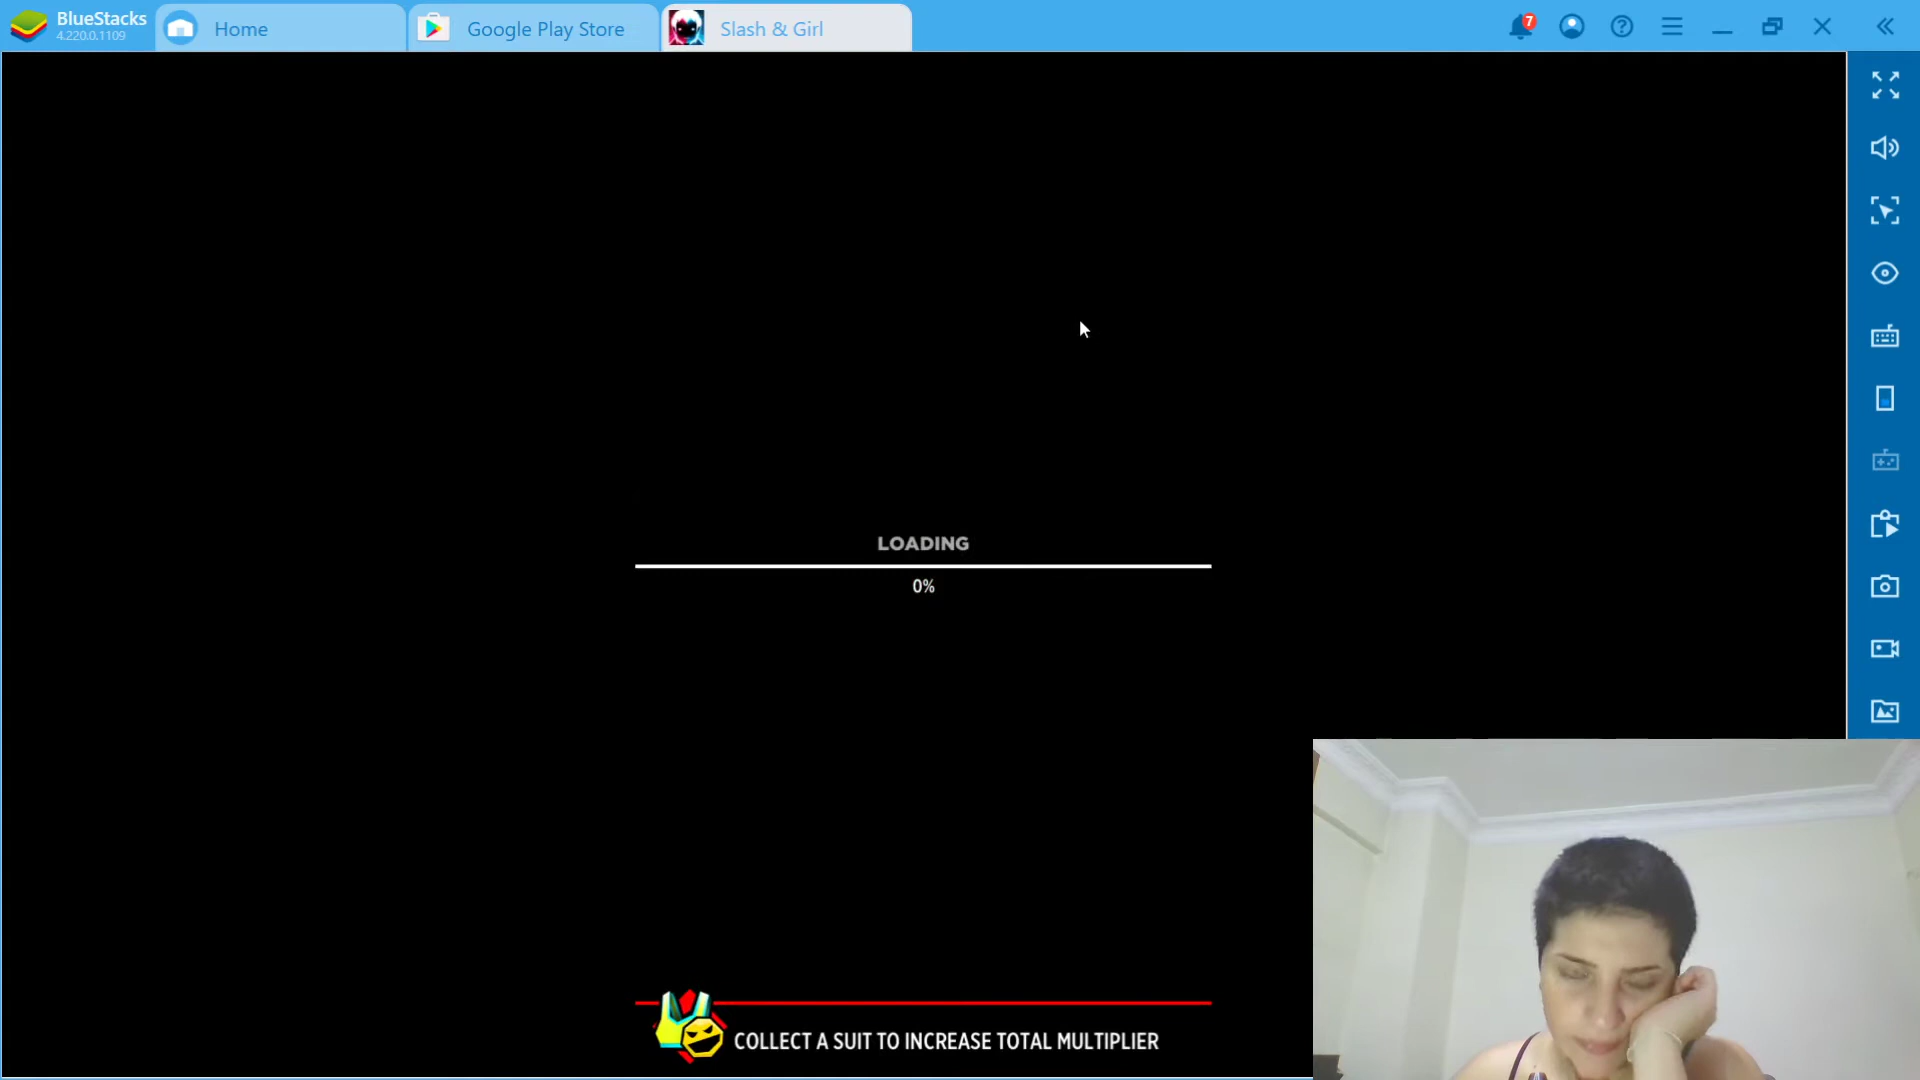 BlueStacks
4.220.0.1109
Home
Google Play Store
Slash & Girl
7
LOADING
0%
COLLECT A SUIT TO INCREASE TOTAL MULTIPLIER